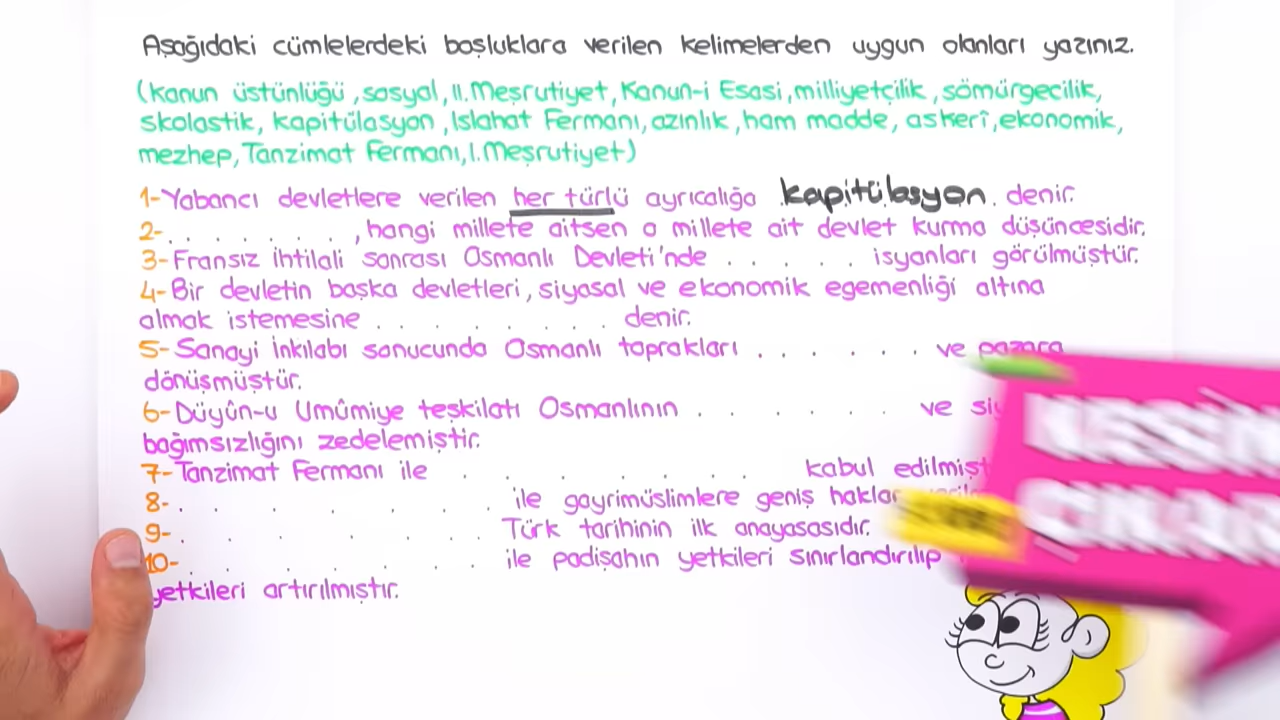 Aşağıdaki cümlelerdeki boşluklara verilen kelimelerden uygun olanları yazınız.
(Kanun üstünlüğü, sosyal, II. Meşrutiyet, Kanun-i Esasi, milliyetçilik, sömürgecilik,
skolastik, kapitülasyon, Islahat Fermanı, azınlık, ham madde, askerî, ekonomik,
mezhep, Tanzimat Fermanı, I. Meşrutiyet)
1-Yabancı devletlere verilen her türlü ayrıcalığa .kapitülasyon. denir.
2-. . . . . . . . , hangi millete aitsen o millete ait devlet kurma düşüncesidir.
3-Fransız İhtilali sonrası Osmanlı Devleti'nde . . . . . isyanları görülmüştür.
4-Bir devletin başka devletleri, siyasal ve ekonomik egemenliği altına
almak istemesine . . . . . . . . denir.
5-Sanayi İnkılabı sonucunda Osmanlı toprakları . . . . . . ve pazara
dönüşmüştür.
6-Düyûn-u Umûmiye teşkilatı Osmanlının . . . . . . . ve
bağımsızlığını zedelemiştir.
7-Tanzimat Fermanı ile . . . . . . . . kabul
8-. . . . . . . . ile gayrimüslimlere geniş haklar
9-. . . . . . . . Türk tarihinin ilk anayasasıdır.
10-. . . . . . . . ile padişahın yetkileri sınırlandırılıp
yetkileri artırılmıştır.